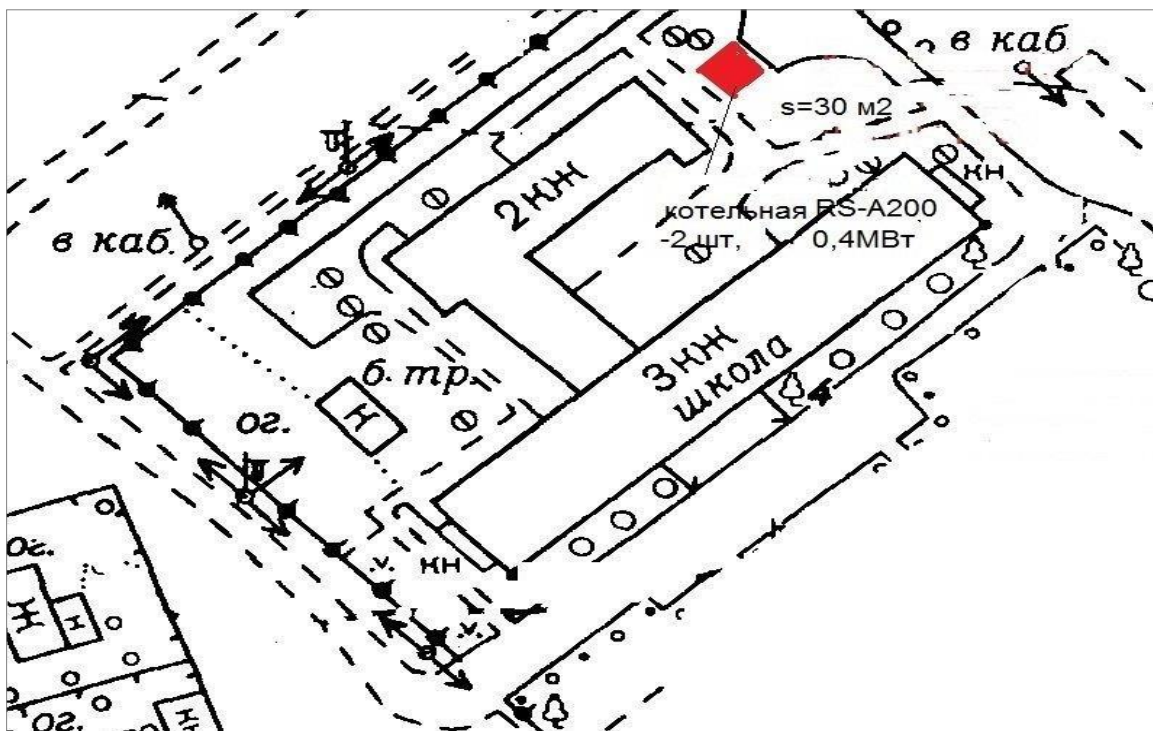 в каб
s=30 м2
кн
2кж
котельная RS-A200
-2 шт, 0,4МВт
в каб.
3кж
школа
б. тр.
н
ог.
кн
ог.
Ж
н
ог.